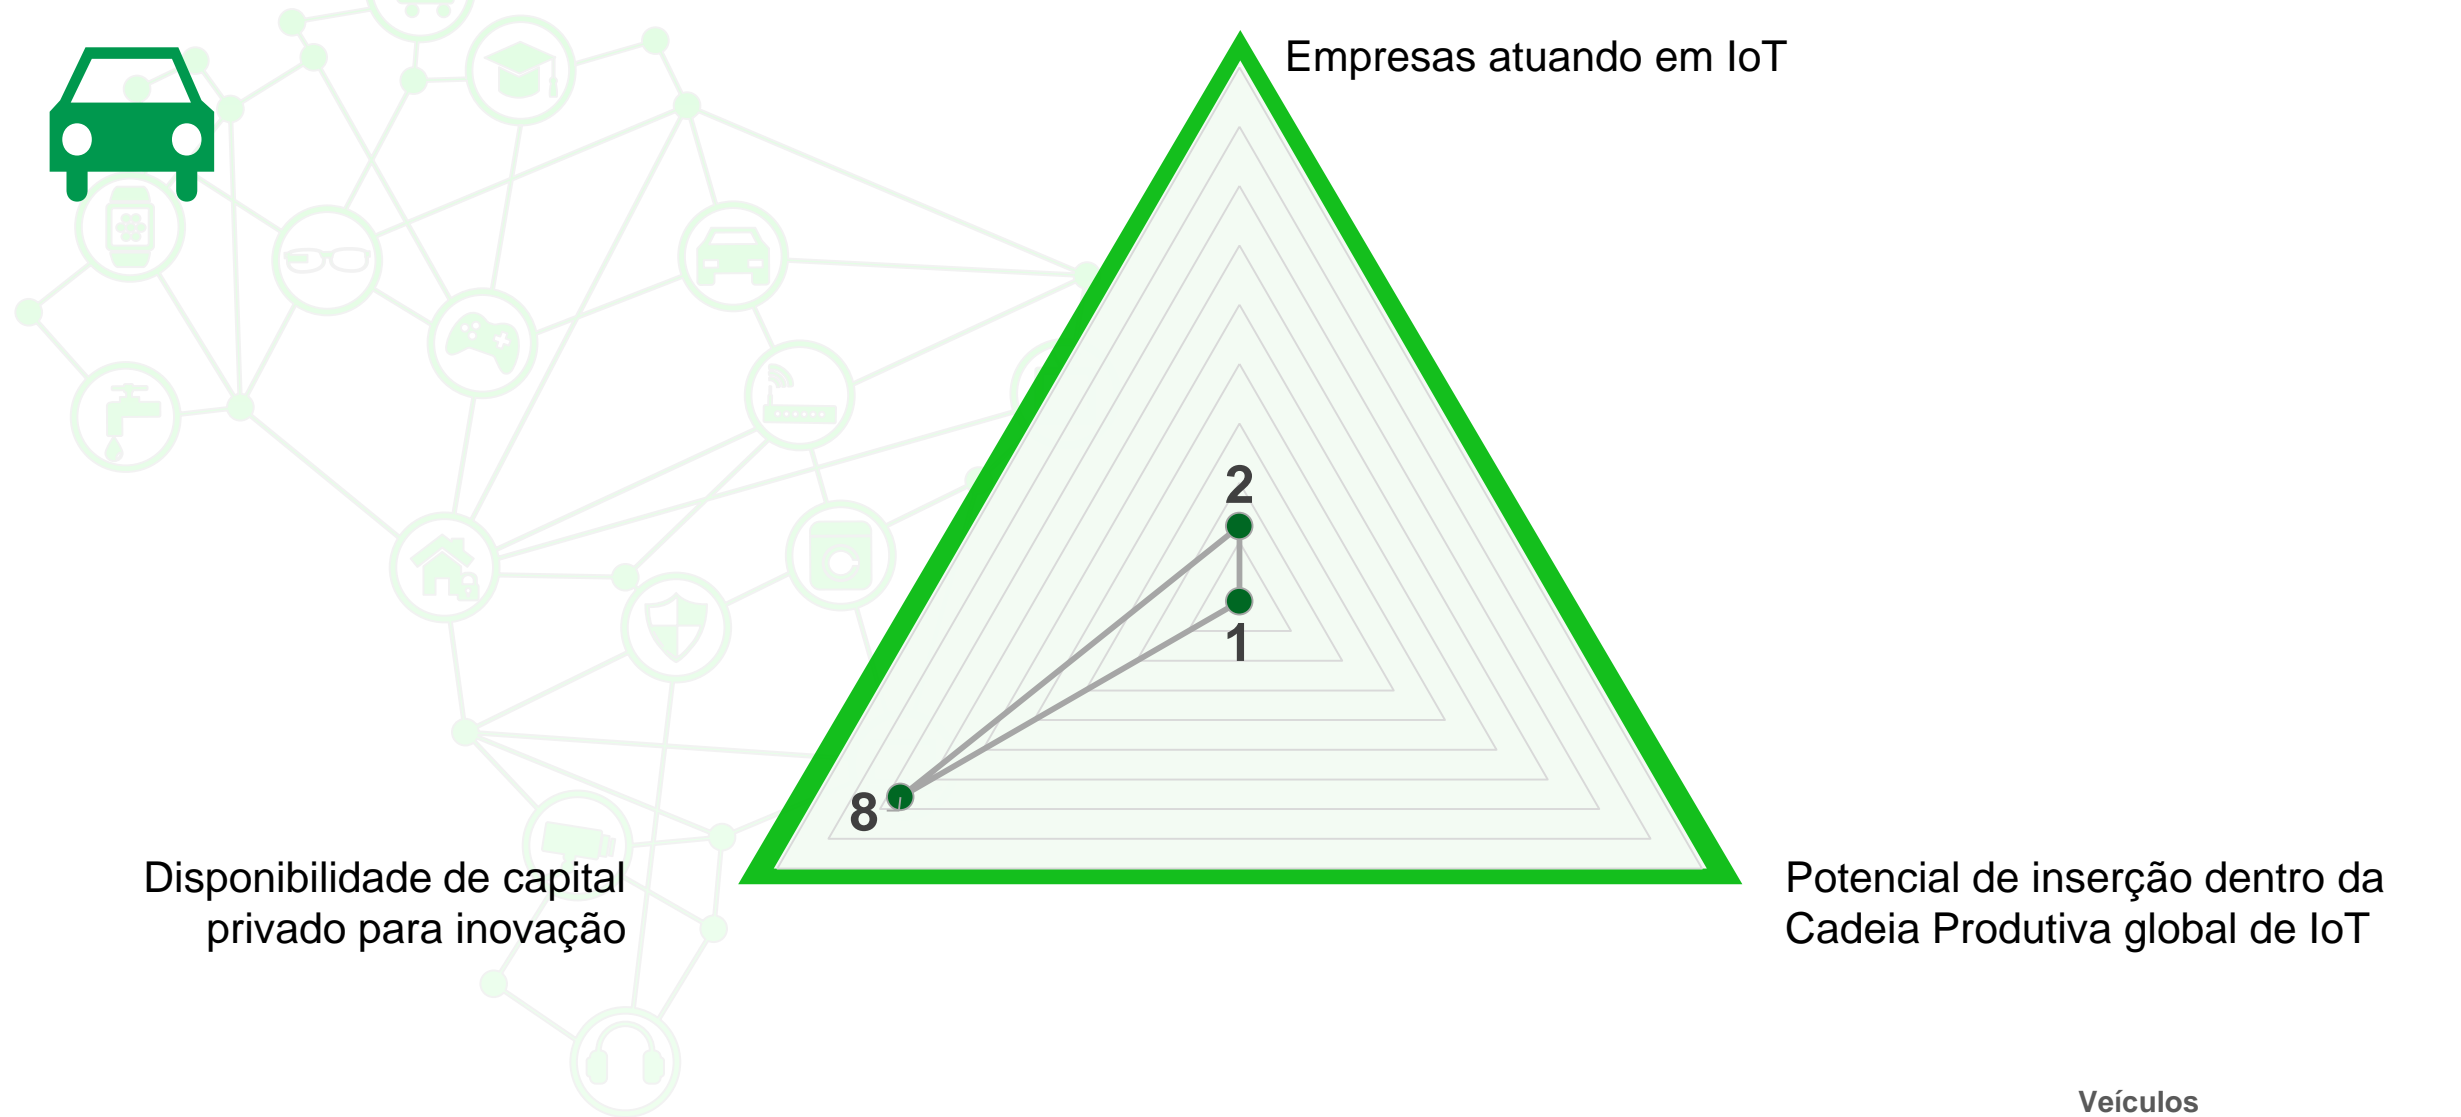 Empresas atuando em IoT
2
1
8
Disponibilidade de capital
privado para inovação
Potencial de inserção dentro da
Cadeia Produtiva global de IoT
Veículos